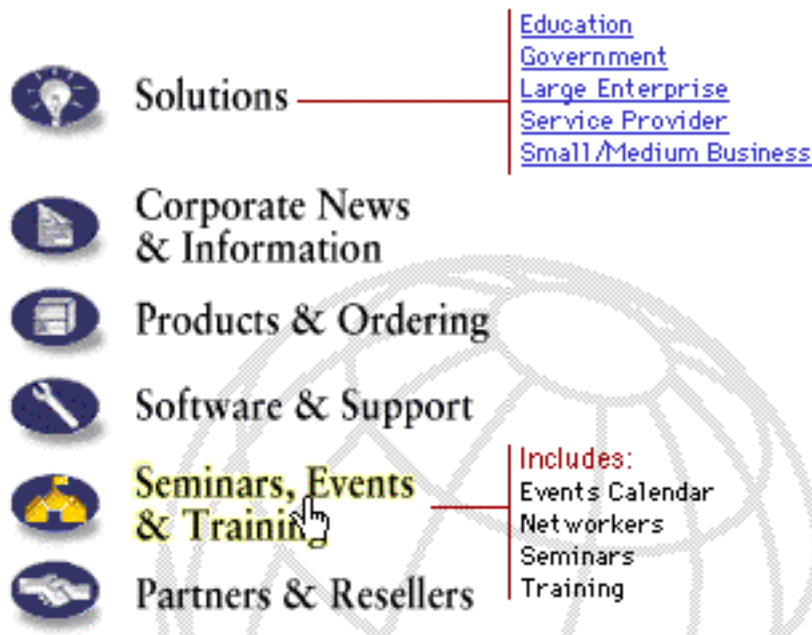 Solutions
Education
Government
Large Enterprise
Service Provider
Small/Medium Business
Corporate News
& Information
Products & Ordering
Software & Support
Seminars, Events
& Training
Includes:
Events Calendar
Networkers
Seminars
Training
Partners & Resellers